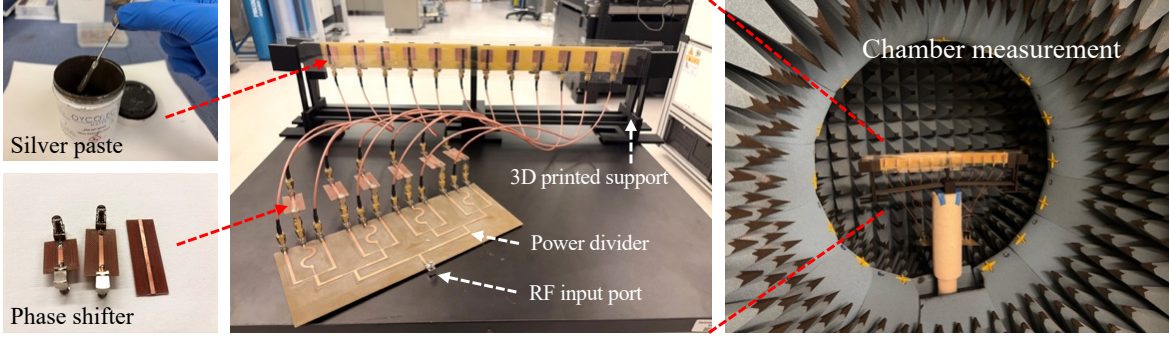 Silver paste
Phase shifter
3D printed support
Power divider
RF input port
Chamber measurement